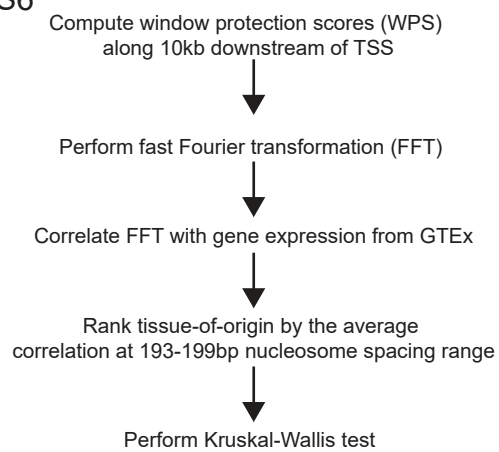 S6
Compute window protection scores (WPS)
along 10kb downstream of TSS
Perform fast Fourier transformation (FFT)
Correlate FFT with gene expression from GTEx
Rank tissue-of-origin by the average
correlation at 193-199bp nucleosome spacing range
Perform Kruskal-Wallis test